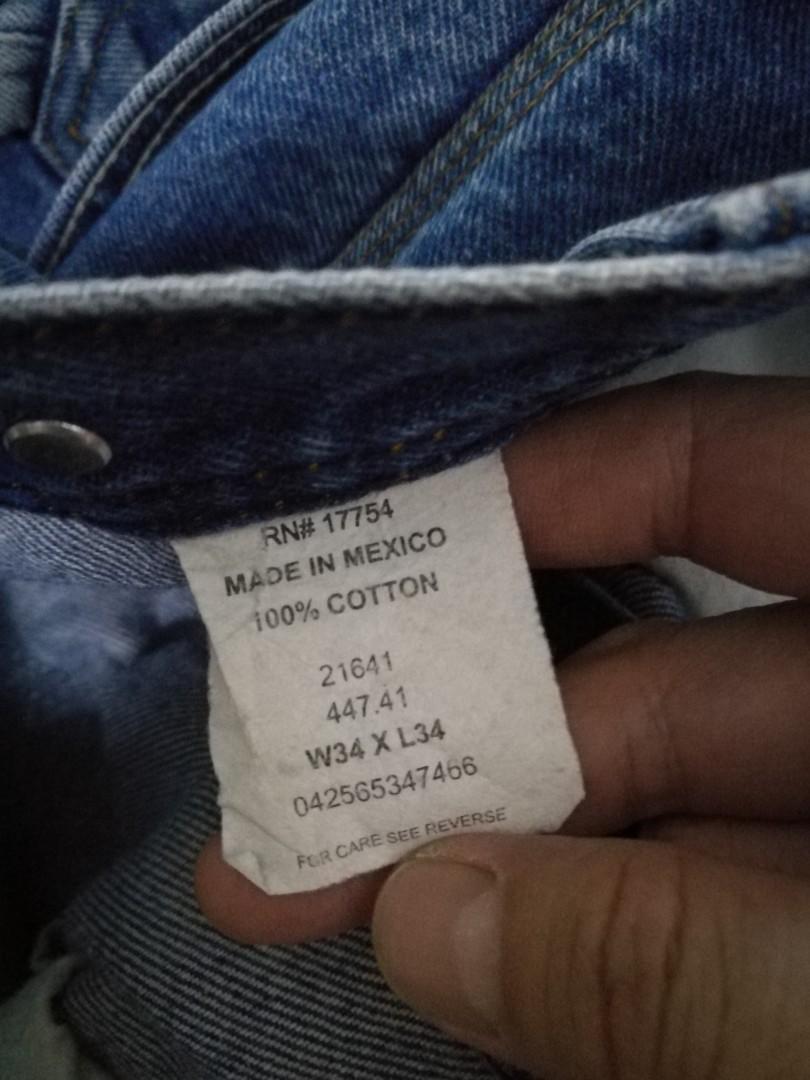 RN# 17754
MADE IN MEXICO
100% COTTON
21641
447.41
W34 X L34
042565347466
FOR CARE SEE REVERSE